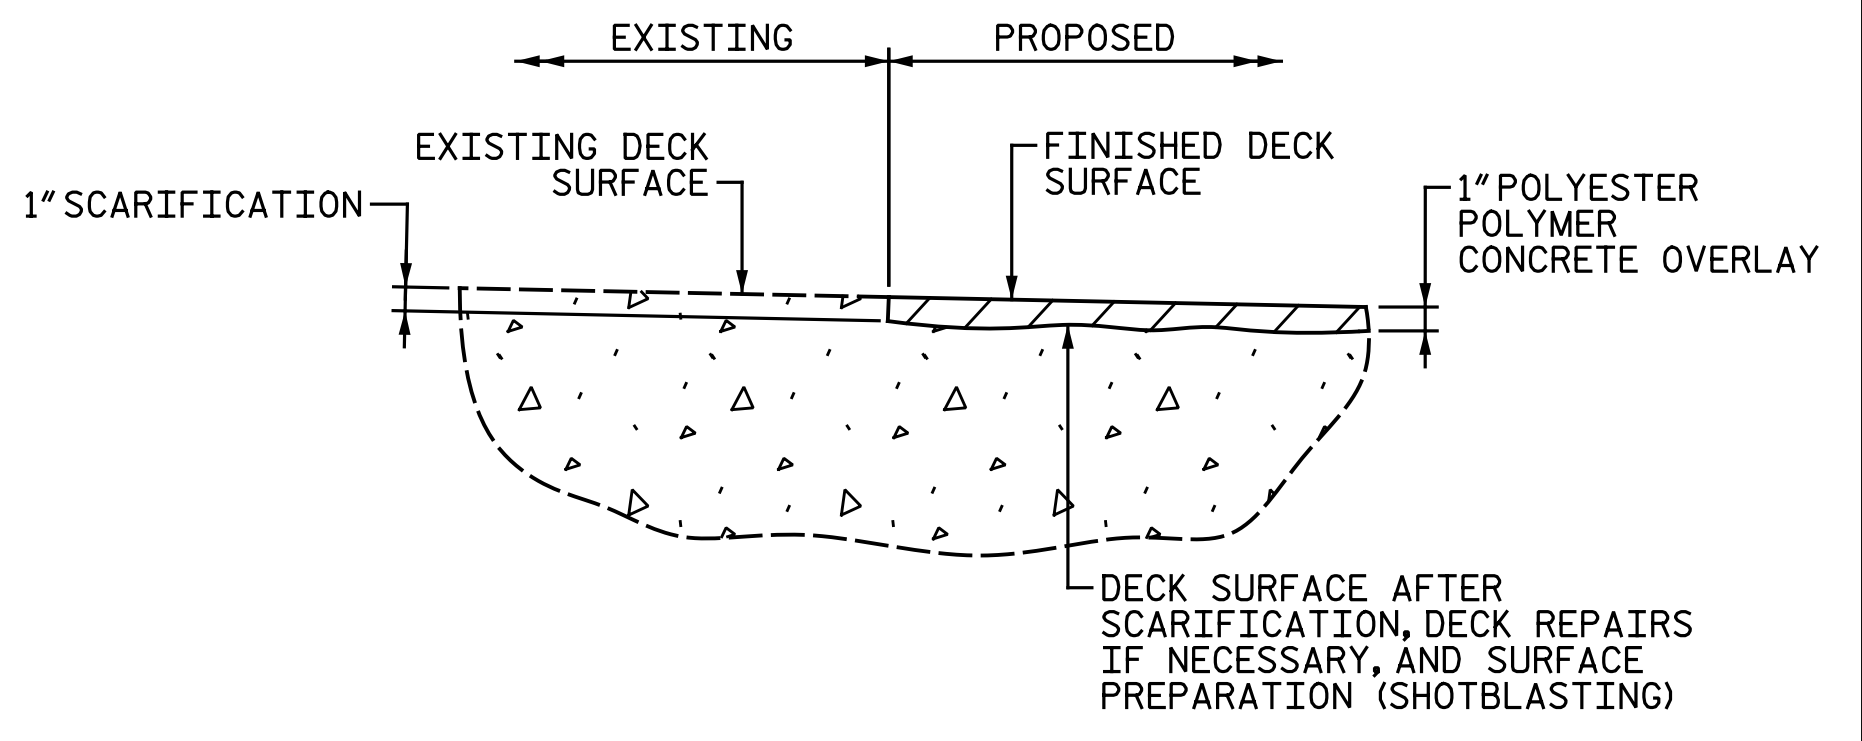 EXISTING
PROPOSED
EXISTING DECK
SURFACE
FINISHED DECK
SURFACE
1" SCARIFICATION
1" POLYESTER
POLYMER
CONCRETE OVERLAY
DECK SURFACE AFTER
SCARIFICATION, DECK REPAIRS
IF NECESSARY, AND SURFACE
PREPARATION (SHOTBLASTING)